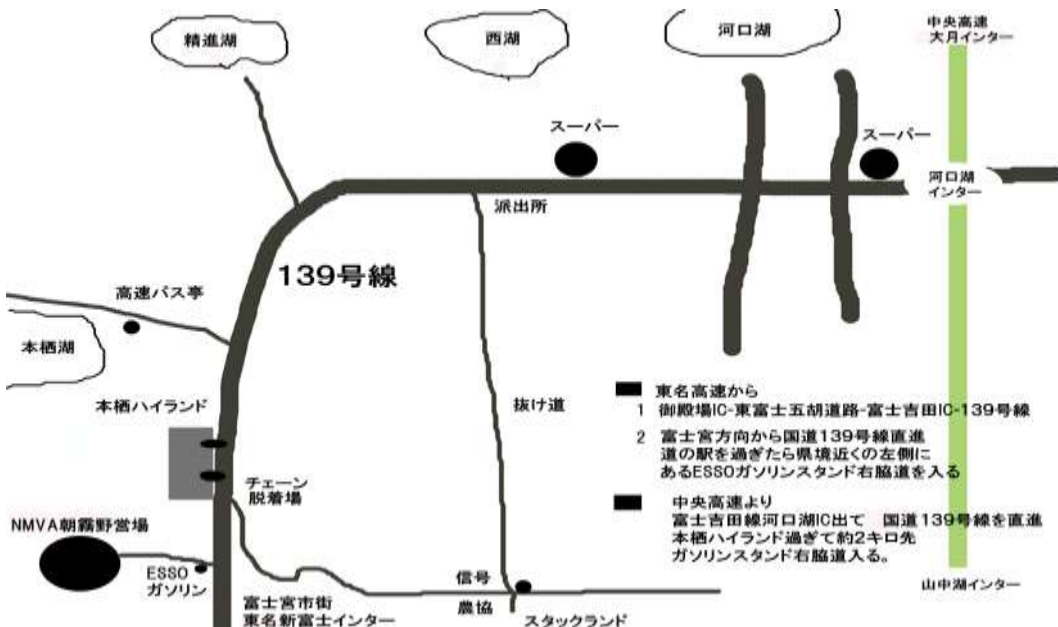 精進湖
西湖
河口湖
中央高速
大月インター
スーパー
スーパー
河口湖
インター
派出所
139号線
高速バス亭
本栖湖
本栖ハイランド
抜け道
チェーン
脱着場
NMVA朝霧野営場
ESSO
ガソリン
富士宮市街
東名新富士インター
信号
農協
スタックランド
山中湖インター
東名高速から
1 御殿場IC-東富士五胡道路-富士吉田IC-139号線
2 富士宮方向から国道139号線直進
道の駅を過ぎたら県境近くの左側に
あるESSOガソリンスタンド右脇道を入る
中央高速より
富士吉田線河口湖IC出て 国道139号線を直進
本栖ハイランド過ぎて約2キロ先
ガソリンスタンド右脇道入る。